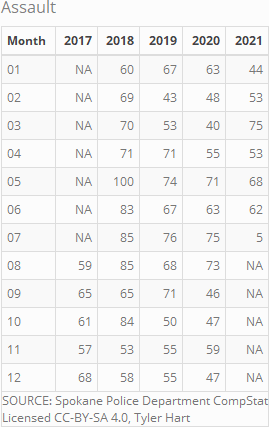 Assault
Month 2017 2018 2019 2020 2021
01 NA 60 67 63 44
02 NA 69 43 48 53
03 NA 70 53 40 75
04 NA 71 71 55 53
05 NA 100 74 71 68
06 NA 83 67 63 62
07 NA 85 76 75 5
08 59 85 68 73 NA
09 65 65 71 46 NA
10 61 84 50 47 NA
11 57 53 55 59 NA
12 68 58 55 47 NA
SOURCE: Spokane Police Department CompStat
Licensed CC-BY-SA 4.0, Tyler Hart